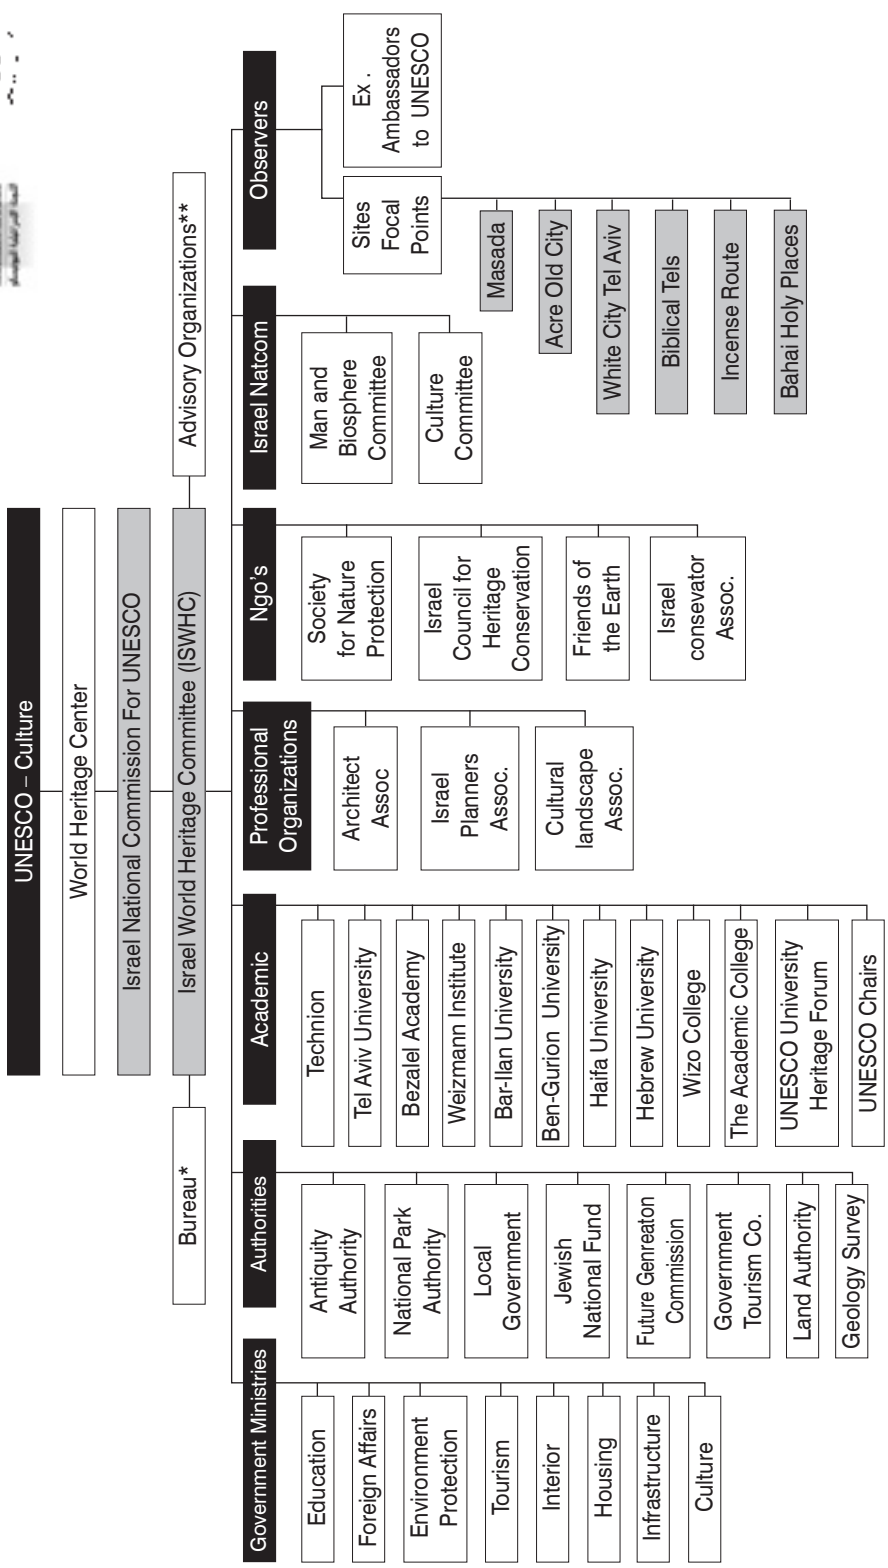 UNESCO – Culture
World Heritage Center
Israel National Commission For UNESCO
Bureau*
Israel World Heritage Committee (ISWHC)
Advisory Organizations**
Government Ministries
Education
Foreign Affairs
Environment
Protection
Tourism
Interior
Housing
Infrastructure
Culture
Authorities
Antiquity
Authority
National Park
Authority
Local
Government
Jewish
National Fund
Future Genreaton
Commission
Government
Tourism Co.
Land Authority
Geology Survey
Academic
Technion
Tel Aviv University
Bezalel Academy
Weizmann Institute
Bar-Ilan University
Ben-Gurion University
Haifa University
Hebrew University
Wizo College
The Academic College
UNESCO University
Heritage Forum
UNESCO Chairs
Professional
Organizations
Architect
Assoc
Israel
Planners
Assoc.
Cultural
landscape
Assoc.
Ngo's
Society
for Nature
Protection
Israel
Council for
Heritage
Conservation
Friends of
the Earth
Israel
consevator
Assoc.
Israel Natcom
Man and
Biosphere
Committee
Culture
Committee
Observers
Sites
Focal
Points
Ex .
Ambassadors
to UNESCO
Masada
Acre Old City
White City Tel Aviv
Biblical Tels
Incense Route
Bahai Holy Places